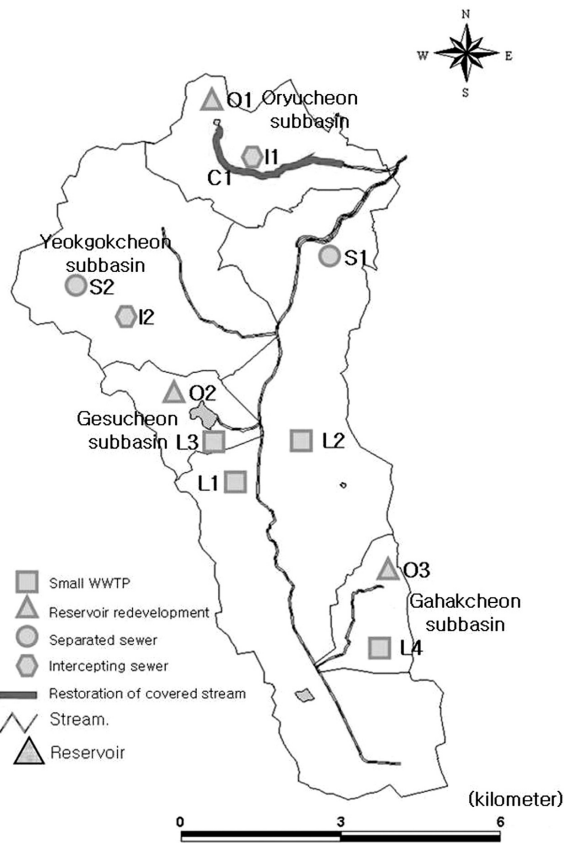 N
W E
S
O1 Oryucheon
subbasin
I1
C1
Yeokgokcheon
subbasin
S1
S2
I2
O2
Gesucheon
subbasin L3
L2
L1
O3
Gahakcheon
subbasin
L4
Small WWTP
Reservoir redevelopment
Separated sewer
Intercepting sewer
Restoration of covered stream
Stream.
Reservoir
(kilometer)
0 3 6